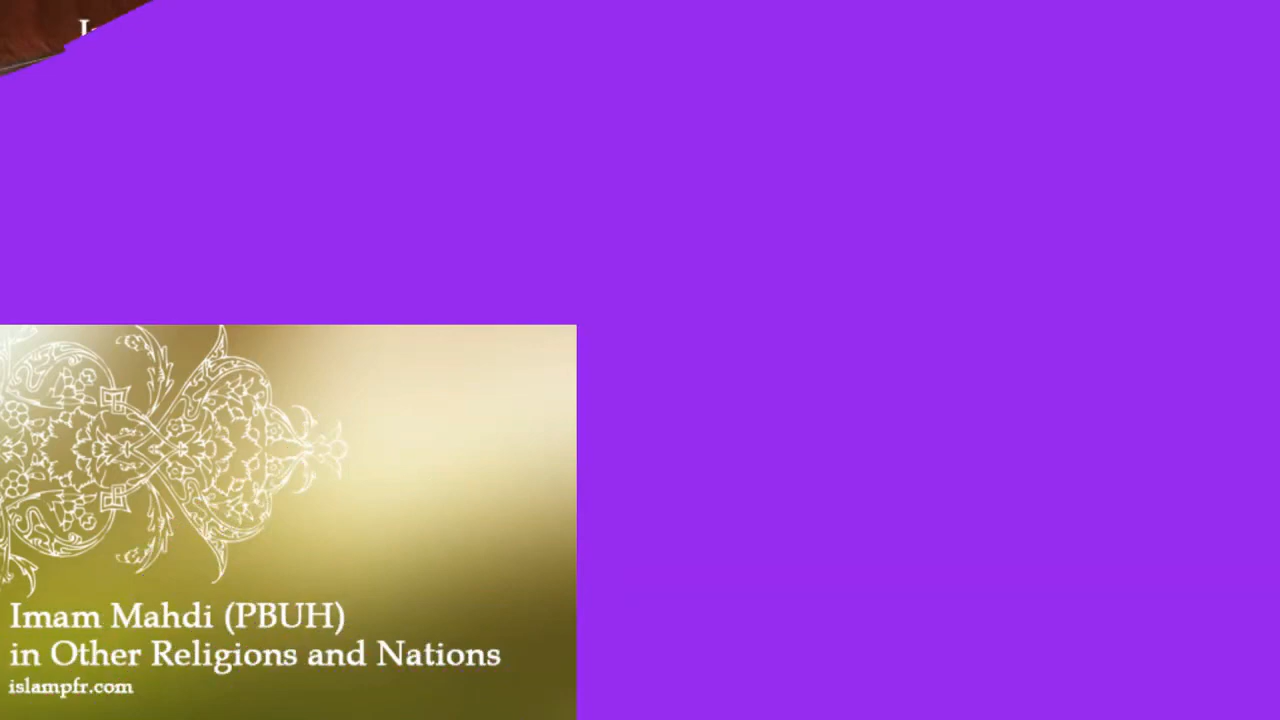 Imam Mahdi (PBUH)
in Other Religions and Nations
islampfr.com